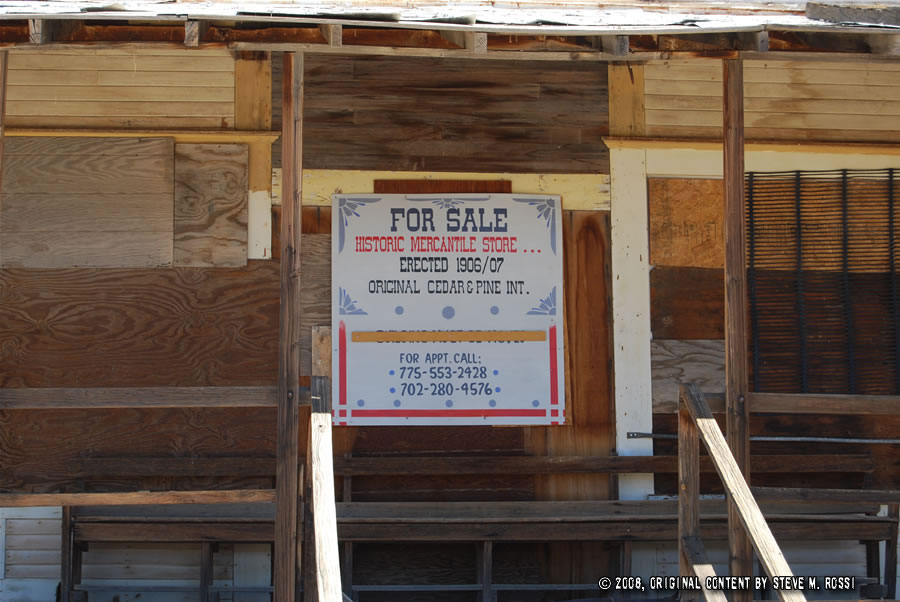 FOR SALE
HISTORIC MERCANTILE STORE ...
ERECTED 1906/07
ORIGINAL CEDAR & PINE INT.
FOR APPT. CALL:
775-553-2428
702-280-4576
© 2008, ORIGINAL CONTENT BY STEVE M. ROSSI